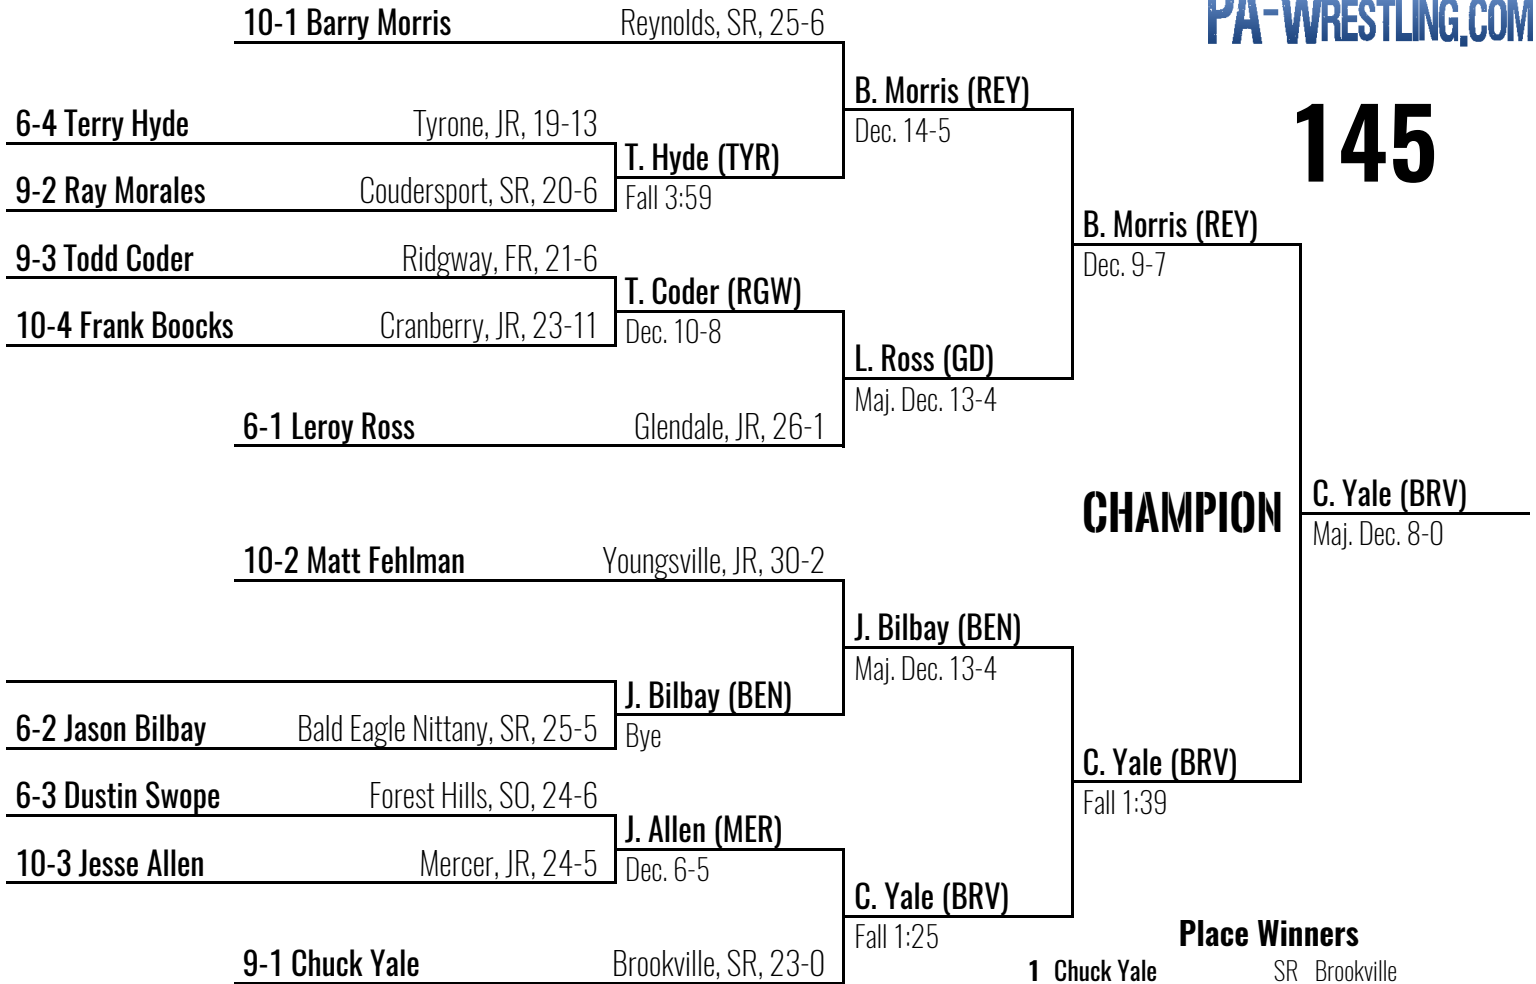 PA-WRESTLING.COM
145
10-1 Barry Morris Reynolds, SR, 25-6
B. Morris (REY)
Dec. 14-5
6-4 Terry Hyde Tyrone, JR, 19-13
T. Hyde (TYR)
Fall 3:59
9-2 Ray Morales Coudersport, SR, 20-6
B. Morris (REY)
Dec. 9-7
9-3 Todd Coder Ridgway, FR, 21-6
T. Coder (RGW)
Dec. 10-8
10-4 Frank Boocks Cranberry, JR, 23-11
L. Ross (GD)
Maj. Dec. 13-4
6-1 Leroy Ross Glendale, JR, 26-1
CHAMPION
C. Yale (BRV)
Maj. Dec. 8-0
10-2 Matt Fehlman Youngsville, JR, 30-2
J. Bilbay (BEN)
Maj. Dec. 13-4
J. Bilbay (BEN)
Bye
6-2 Jason Bilbay Bald Eagle Nittany, SR, 25-5
C. Yale (BRV)
Fall 1:39
6-3 Dustin Swope Forest Hills, SO, 24-6
J. Allen (MER)
Dec. 6-5
10-3 Jesse Allen Mercer, JR, 24-5
C. Yale (BRV)
Fall 1:25
9-1 Chuck Yale Brookville, SR, 23-0
Place Winners
1 Chuck Yale SR Brookville